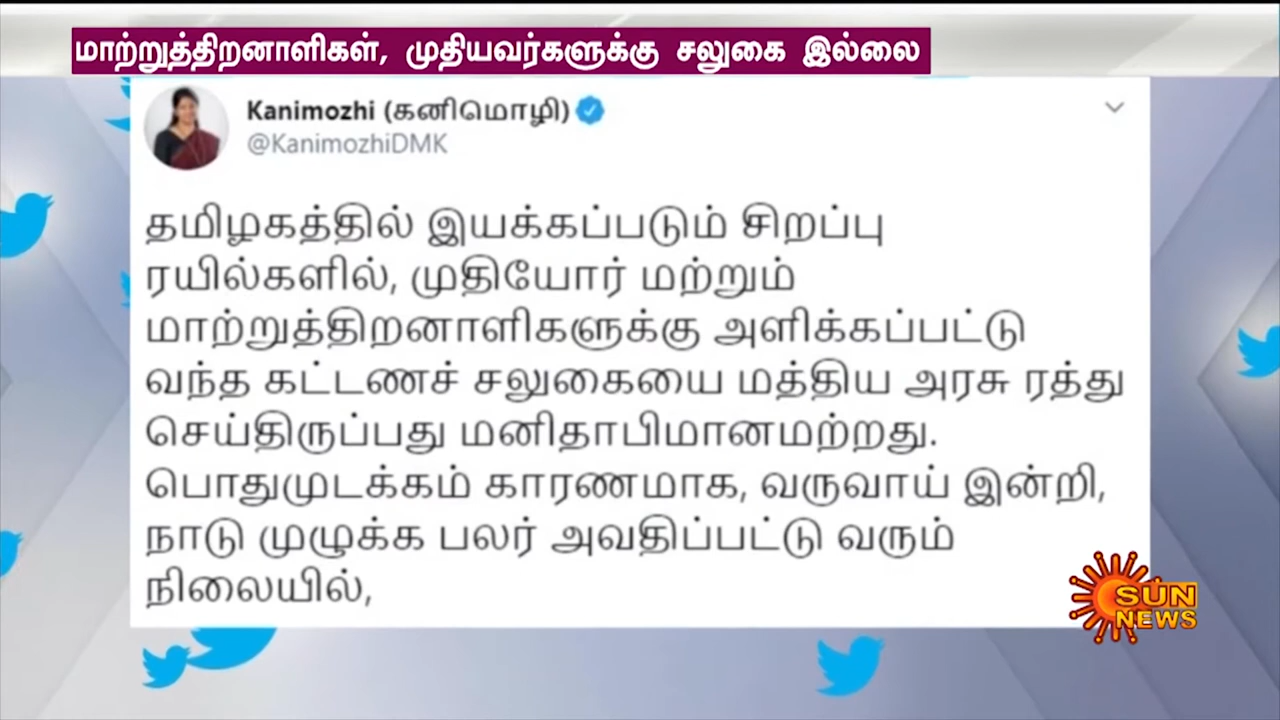 மாற்றுத்திறனாளிகள், முதியவர்களுக்கு சலுகை இல்லை
Kanimozhi (கனிமொழி)
@KanimozhiDMK
தமிழகத்தில் இயக்கப்படும் சிறப்பு
ரயில்களில், முதியோர் மற்றும்
மாற்றுத்திறனாளிகளுக்கு அளிக்கப்பட்டு
வந்த கட்டணச் சலுகையை மத்திய அரசு ரத்து
செய்திருப்பது மனிதாபிமானமற்றது.
பொதுமுடக்கம் காரணமாக, வருவாய் இன்றி,
நாடு முழுக்க பலர் அவதிப்பட்டு வரும்
நிலையில்,
SUN
NEWS